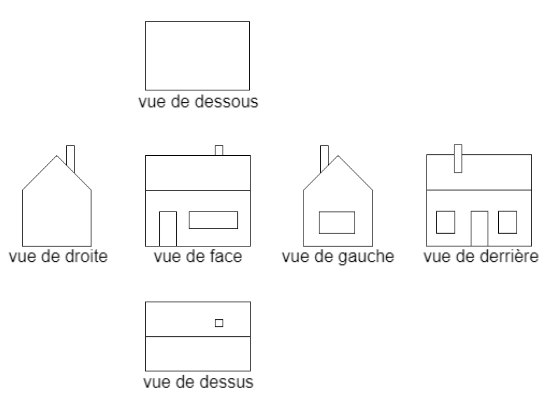 vue de dessous
vue de droite
vue de face
vue de gauche
vue de derrière
vue de dessus